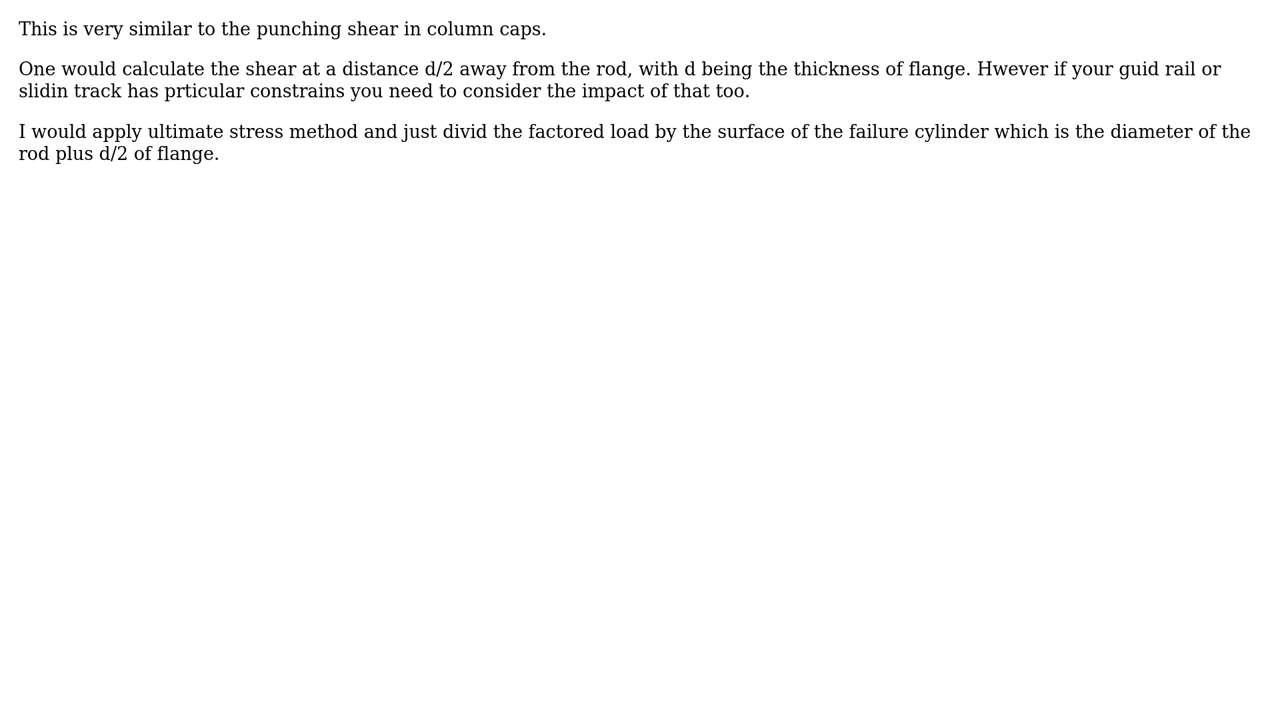 This is very similar to the punching shear in column caps.
One would calculate the shear at a distance d/2 away from the rod, with d being the thickness of flange. Hwever if your guid rail or
slidin track has prticular constrains you need to consider the impact of that too.
I would apply ultimate stress method and just divid the factored load by the surface of the failure cylinder which is the diameter of the
rod plus d/2 of flange.